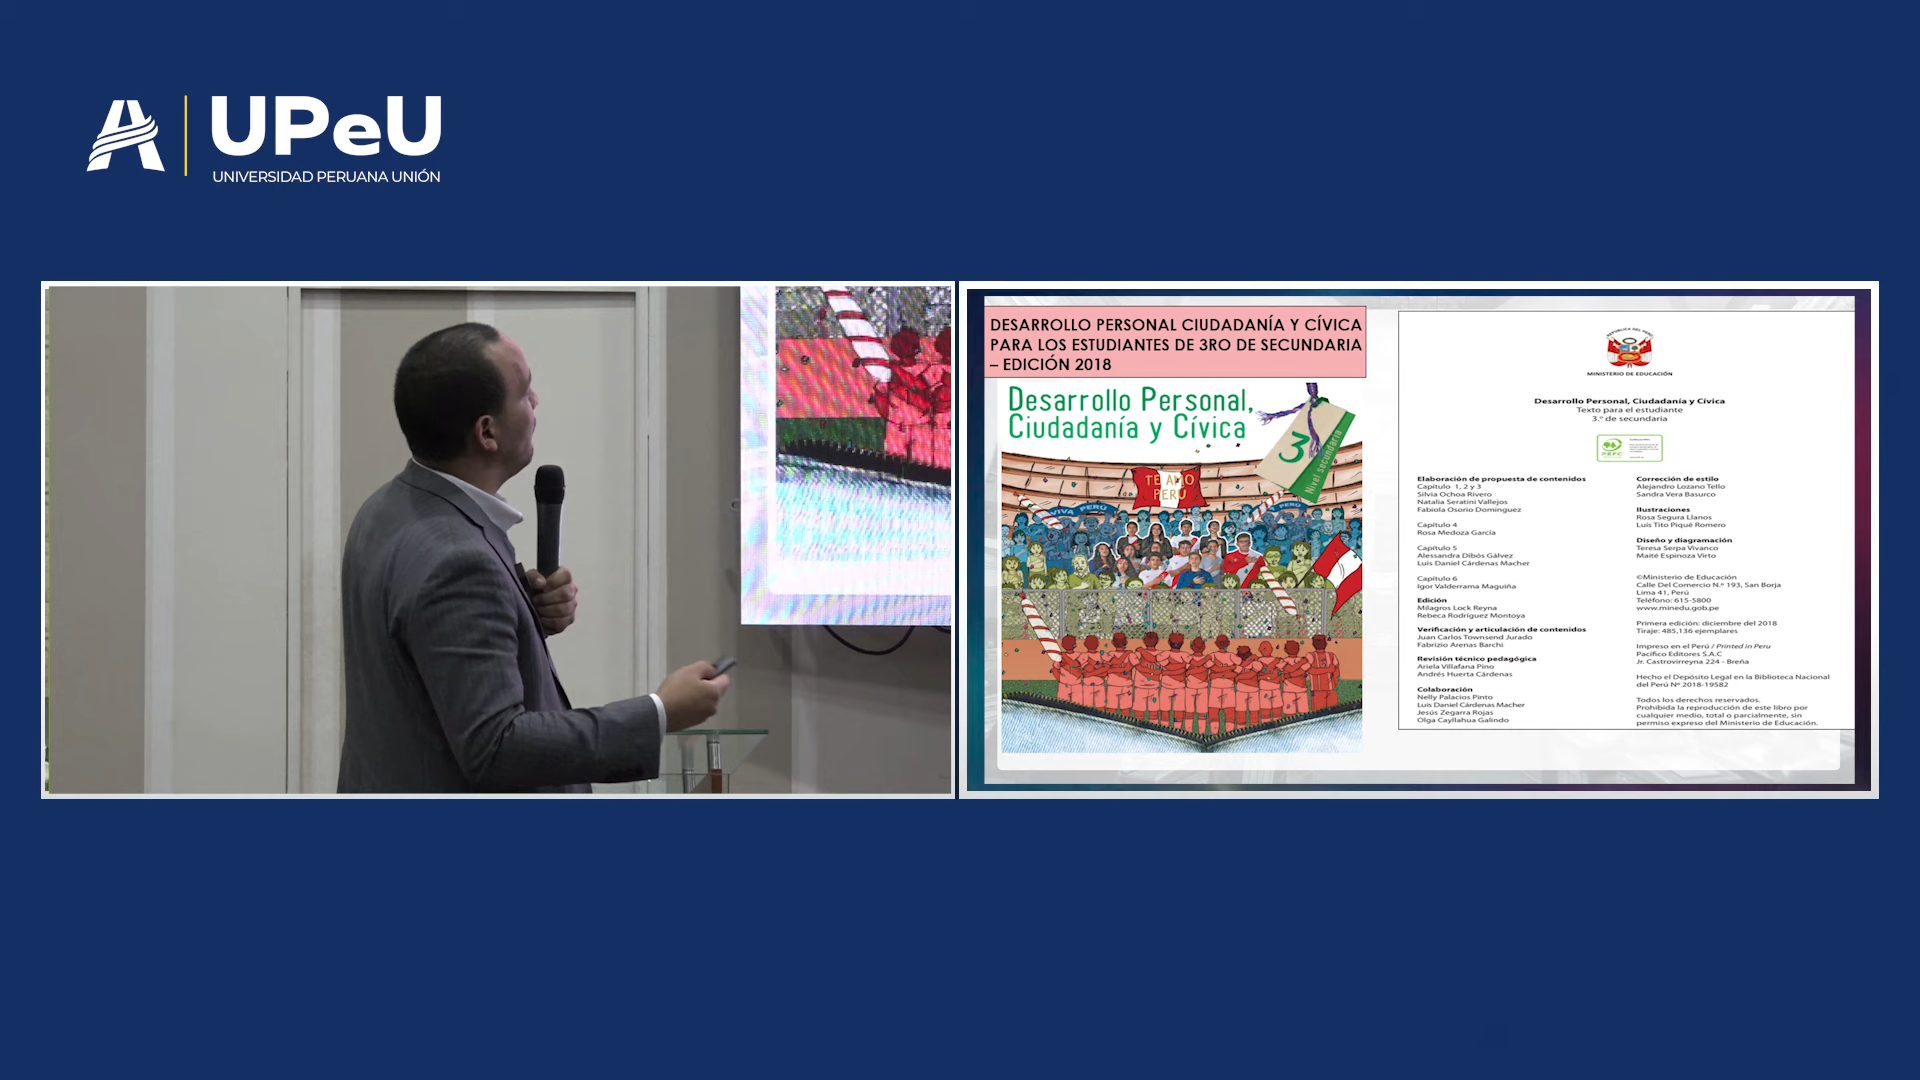 UPeU
UNIVERSIDAD PERUANA UNIÓN
DESARROLLO PERSONAL CIUDADANÍA Y CÍVICA
PARA LOS ESTUDIANTES DE 3RO DE SECUNDARIA
– EDICIÓN 2018
Desarrollo Personal,
Ciudadanía y Cívica
3
Nivel secundaria
TE AMO
PERÚ
VIVA PERÚ
PERÚ
REPÚBLICA DEL PERÚ
MINISTERIO DE EDUCACIÓN
Desarrollo Personal, Ciudadanía y Cívica
Texto para el estudiante
3.° de secundaria
PEFC
Elaboración de propuesta de contenidos
Capítulo 1, 2 y 3
Silvia Ochoa Rivero
Natalia Seratini Vallejos
Fabiola Osorio Dominguez
Capítulo 4
Rosa Medoza García
Capítulo 5
Alessandra Dibós Gálvez
Luis Daniel Cárdenas Macher
Capítulo 6
Igor Valderrama Maguiña
Edición
Milagros Lock Reyna
Rebeca Rodríguez Montoya
Verificación y articulación de contenidos
Juan Carlos Townsend Jurado
Fabrizio Arenas Barchi
Revisión técnico pedagógica
Ariela Villafana Pino
Andrés Huerta Cárdenas
Colaboración
Nelly Palacios Pinto
Luis Daniel Cárdenas Macher
Jesús Zegarra Rojas
Olga Cayllahua Galindo
Corrección de estilo
Alejandro Lozano Tello
Sandra Vera Basurco
Ilustraciones
Rosa Segura Llanos
Luis Tito Piqué Romero
Diseño y diagramación
Teresa Serpa Vivanco
Maité Espinoza Virto
©Ministerio de Educación
Calle Del Comercio N.° 193, San Borja
Lima 41, Perú
Teléfono: 615-5800
www.minedu.gob.pe
Primera edición: diciembre del 2018
Tiraje: 485,136 ejemplares
Impreso en el Perú / Printed in Peru
Pacífico Editores S.A.C
Jr. Castrovirreyna 224 - Breña
Hecho el Depósito Legal en la Biblioteca Nacional
del Perú N° 2018-19582
Todos los derechos reservados.
Prohibida la reproducción de este libro por
cualquier medio, total o parcialmente, sin
permiso expreso del Ministerio de Educación.